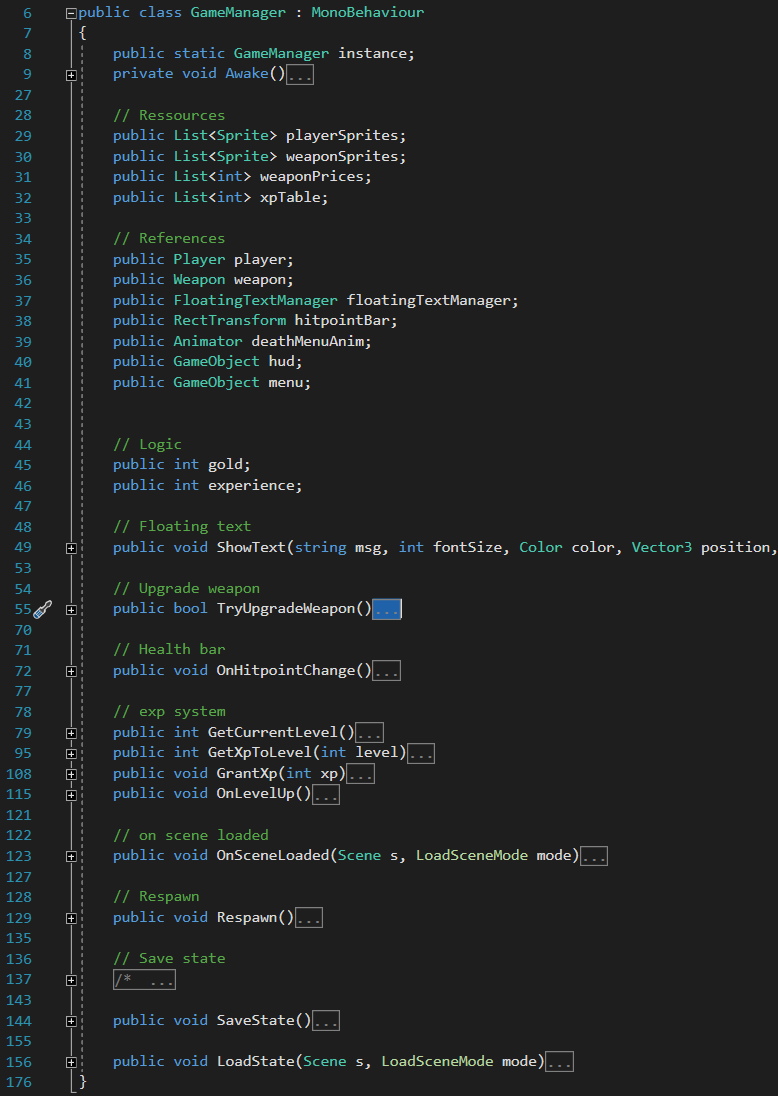 6 public class GameManager : MonoBehaviour
7 {
8 public static GameManager instance;
9 private void Awake()...
27
28 // Ressources
29 public List<Sprite> playerSprites;
30 public List<Sprite> weaponSprites;
31 public List<int> weaponPrices;
32 public List<int> xpTable;
33
34 // References
35 public Player player;
36 public Weapon weapon;
37 public FloatingTextManager floatingTextManager;
38 public RectTransform hitpointBar;
39 public Animator deathMenuAnim;
40 public GameObject hud;
41 public GameObject menu;
42
43
44 // Logic
45 public int gold;
46 public int experience;
47
48 // Floating text
49 public void ShowText(string msg, int fontSize, Color color, Vector3 position,
53
54 // Upgrade weapon
55 public bool TryUpgradeWeapon()...
70
71 // Health bar
72 public void OnHitpointChange()...
77
78 // exp system
79 public int GetCurrentLevel()...
95 public int GetXpToLevel(int level)...
108 public void GrantXp(int xp)...
115 public void OnLevelUp()...
121
122 // on scene loaded
123 public void OnSceneLoaded(Scene s, LoadSceneMode mode)...
127
128 // Respawn
129 public void Respawn()...
135
136 // Save state
137 /* ...
143
144 public void SaveState()...
155
156 public void LoadState(Scene s, LoadSceneMode mode)...
176 }